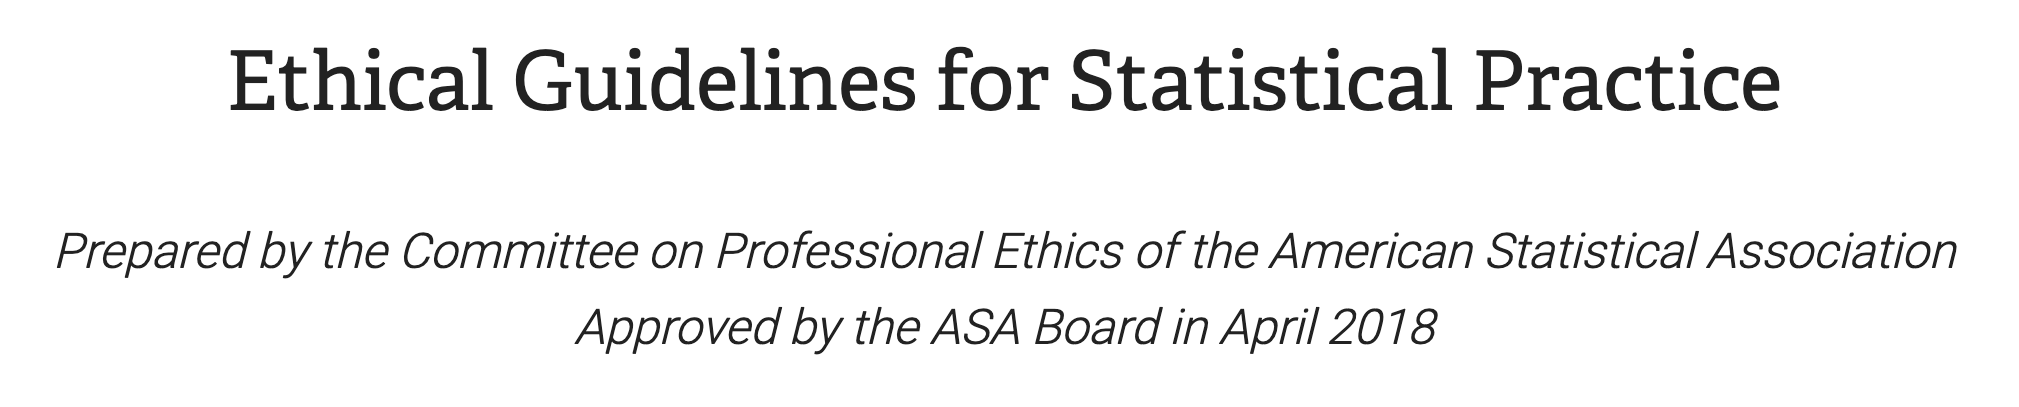 Ethical Guidelines for Statistical Practice
Prepared by the Committee on Professional Ethics of the American Statistical Association
Approved by the ASA Board in April 2018